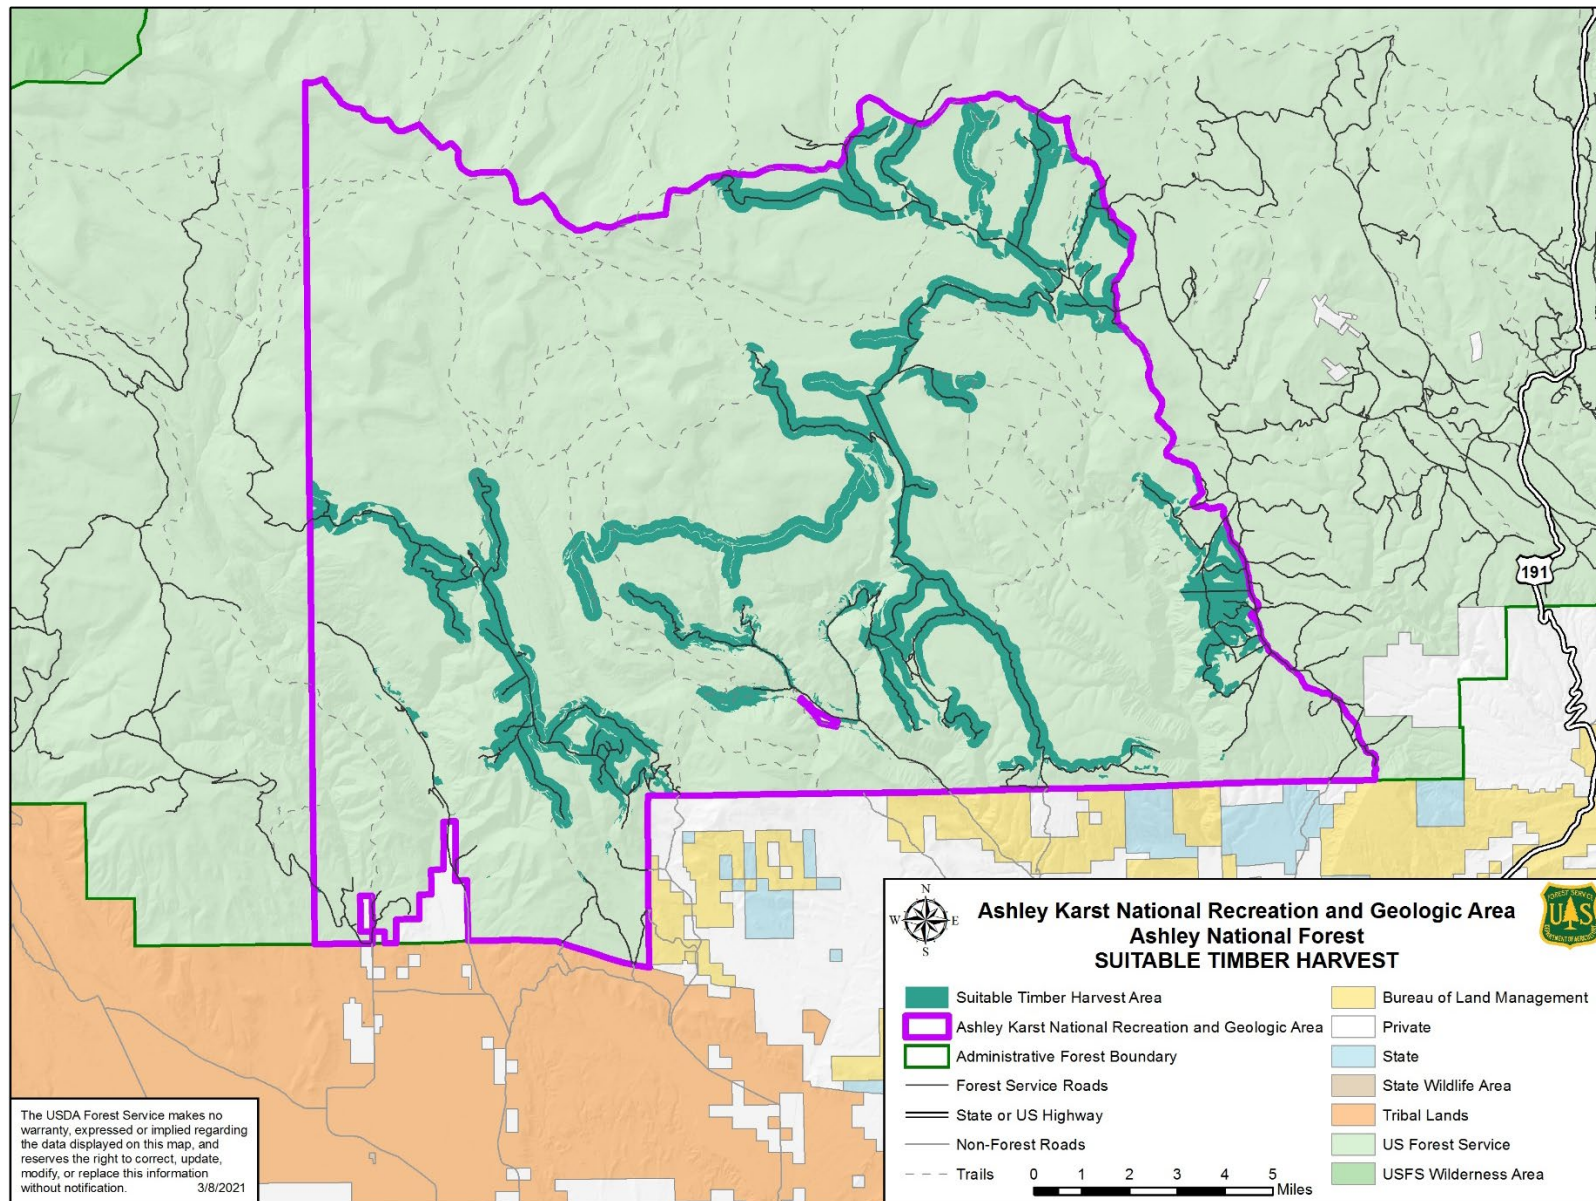 191
N
W
E
S
Ashley Karst National Recreation and Geologic Area
Ashley National Forest
SUITABLE TIMBER HARVEST
FOREST SERVICE
U S
DEPARTMENT OF AGRICULTURE
Suitable Timber Harvest Area
Ashley Karst National Recreation and Geologic Area
Administrative Forest Boundary
Forest Service Roads
State or US Highway
Non-Forest Roads
Trails
Bureau of Land Management
Private
State
State Wildlife Area
Tribal Lands
US Forest Service
USFS Wilderness Area
0 1 2 3 4 5
Miles
The USDA Forest Service makes no
warranty, expressed or implied regarding
the data displayed on this map, and
reserves the right to correct, update,
modify, or replace this information
without notification. 3/8/2021